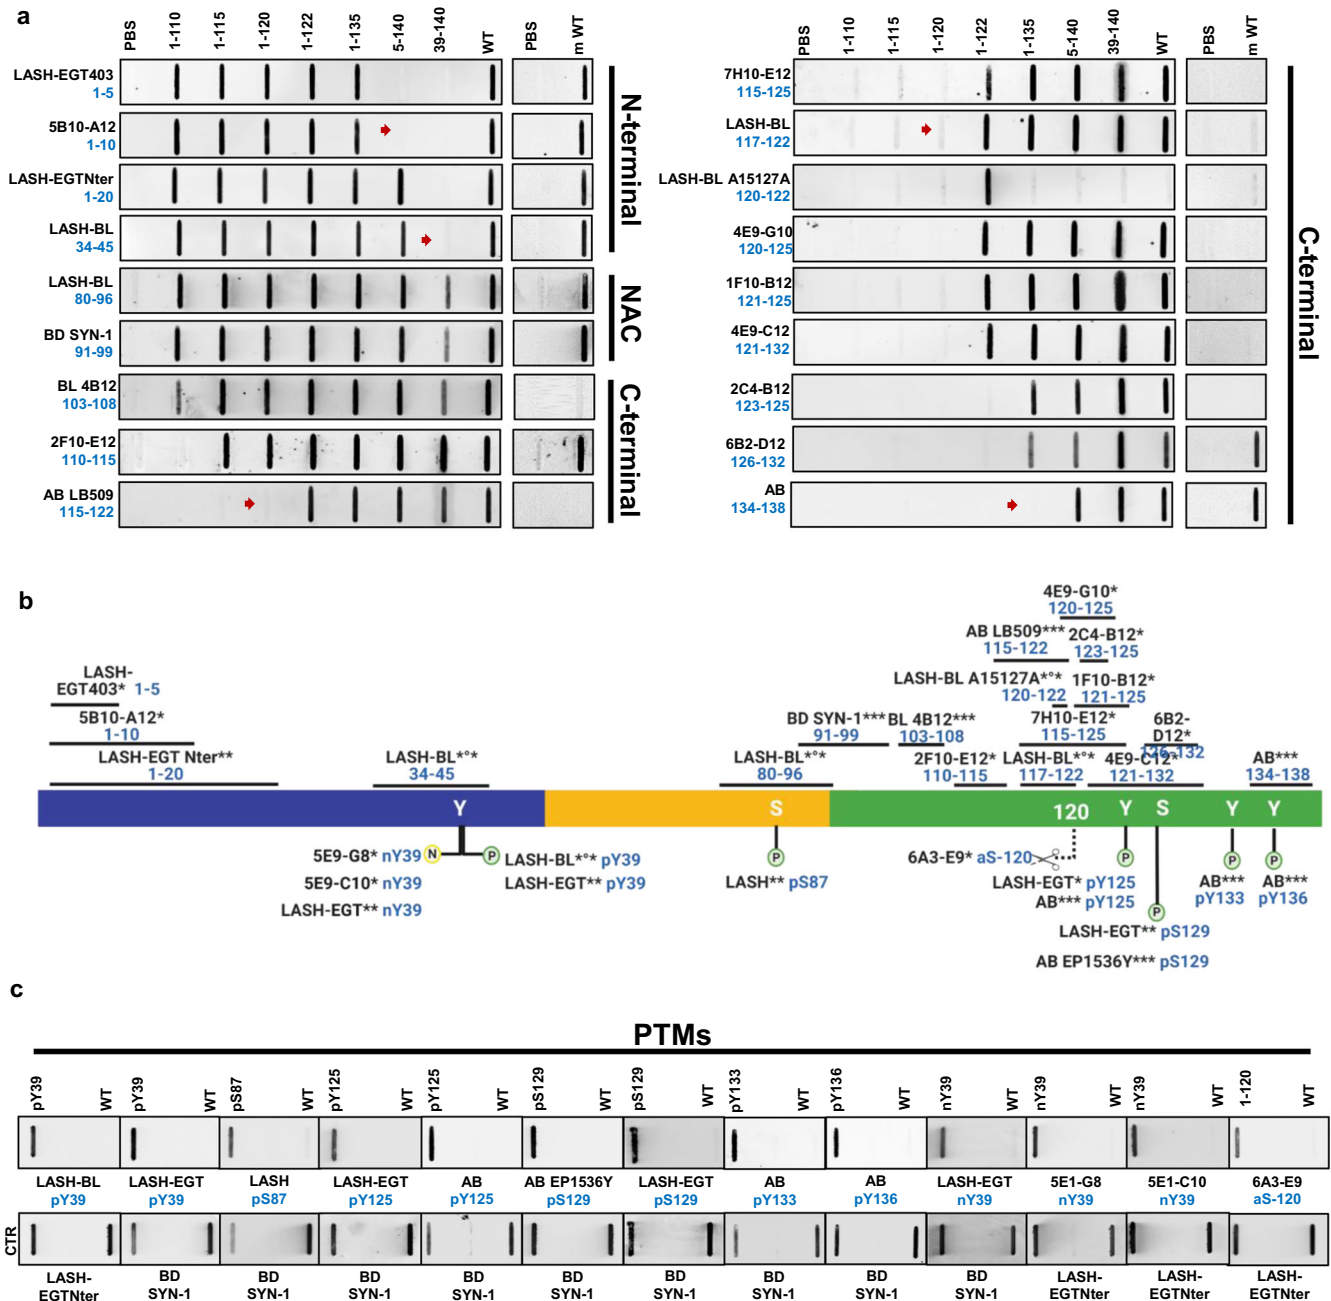 a
PBS 1-110 1-115 1-120 1-122 1-135 5-140 39-140 WT PBS m WT
LASH-EGT403
1-5
5B10-A12
1-10
LASH-EGTNter
1-20
LASH-BL
34-45
N-terminal
LASH-BL
80-96
BD SYN-1
91-99
NAC
BL 4B12
103-108
2F10-E12
110-115
AB LB509
115-122
C-terminal
PBS 1-110 1-115 1-120 1-122 1-135 5-140 39-140 WT PBS m WT
7H10-E12
115-125
LASH-BL
117-122
LASH-BL A15127A
120-122
4E9-G10
120-125
1F10-B12
121-125
4E9-C12
121-132
2C4-B12
123-125
6B2-D12
126-132
AB
134-138
C-terminal
b
4E9-G10*
120-125
AB LB509*** 2C4-B12*
115-122 123-125
LASH-
EGT403* 1-5
LASH-BL A15127A*°* 1F10-B12*
120-122 121-125
5B10-A12*
1-10
BD SYN-1*** BL 4B12*** 7H10-E12* 6B2-
D12*
91-99 103-108 115-125 126-132
LASH-EGT Nter** LASH-BL*°* LASH-BL*°* 2F10-E12* LASH-BL*°* 4E9-C12* AB***
1-20 34-45 80-96 110-115 117-122 121-132 134-138
Y S 120 Y S Y Y
5E9-G8* nY39 N P LASH-BL*°* pY39
5E9-C10* nY39 LASH-EGT** pY39
LASH-EGT** nY39
P
LASH** pS87
6A3-E9* aS-120
P
LASH-EGT* pY125
AB*** pY125
P
LASH-EGT** pS129
AB EP1536Y*** pS129
P P
AB*** AB***
pY133 pY136
c
PTMs
pY39 WT pY39 WT pS87 WT pY125 WT pY125 WT pS129 WT pS129 WT pY133 WT pY136 WT nY39 WT nY39 WT nY39 WT 1-120 WT
LASH-BL LASH-EGT LASH LASH-EGT AB AB EP1536Y LASH-EGT AB AB LASH-EGT 5E1-G8 5E1-C10 6A3-E9
pY39 pY39 pS87 pY125 pY125 pS129 pS129 pY133 pY136 nY39 nY39 nY39 aS-120
CTR
LASH- BD BD BD BD BD BD BD BD BD LASH- LASH- LASH-
EGTNter SYN-1 SYN-1 SYN-1 SYN-1 SYN-1 SYN-1 SYN-1 SYN-1 SYN-1 EGTNter EGTNter EGTNter